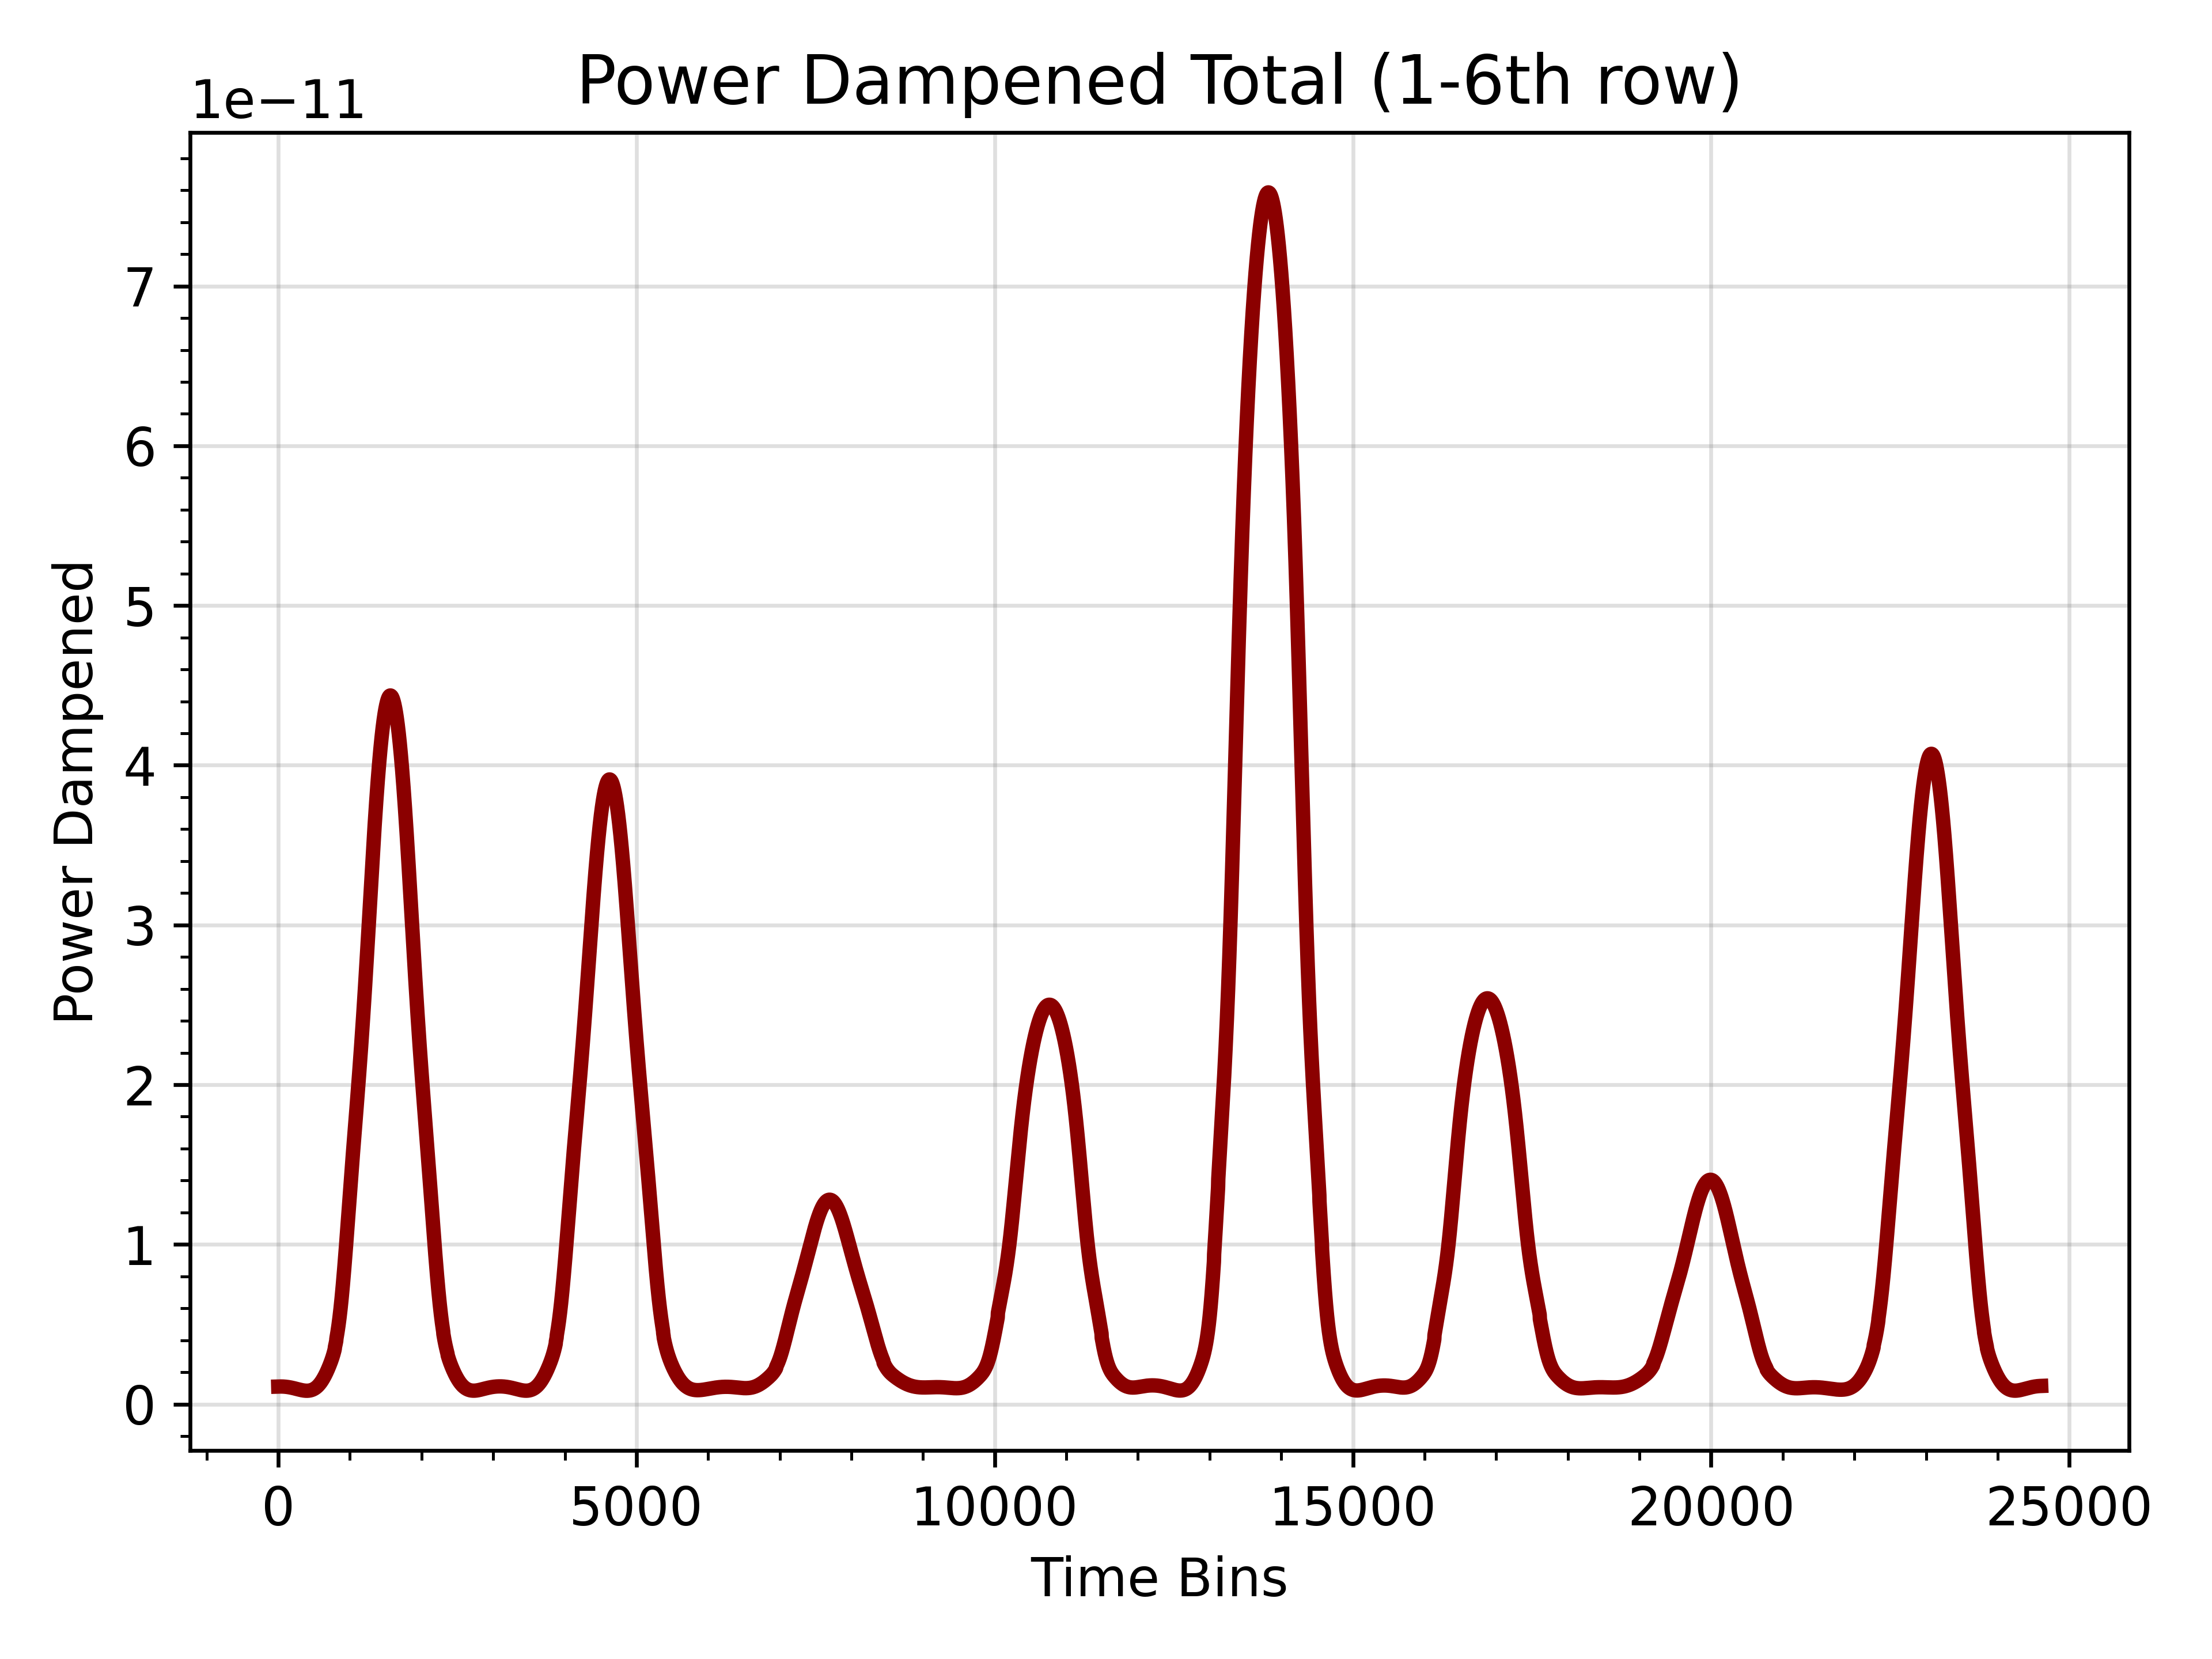 Power Dampened Total (1-6th row)
1e−11
7
6
5
4
3
2
1
0
Power Dampened
0 5000 10000 15000 20000 25000
Time Bins